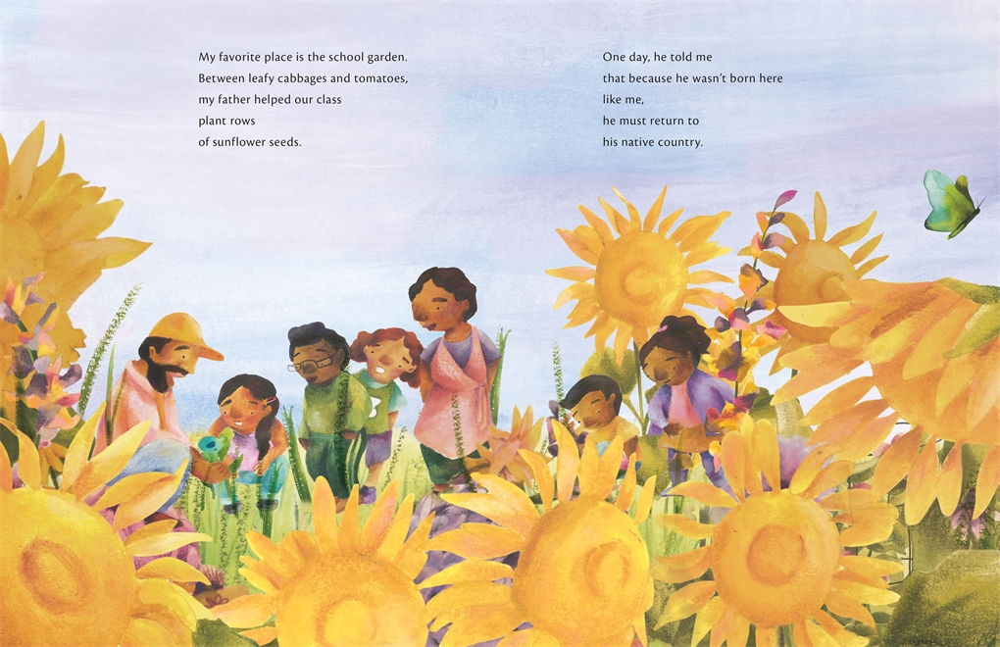 My favorite place is the school garden.
Between leafy cabbages and tomatoes,
my father helped our class
plant rows
of sunflower seeds.
One day, he told me
that because he wasn’t born here
like me,
he must return to
his native country.